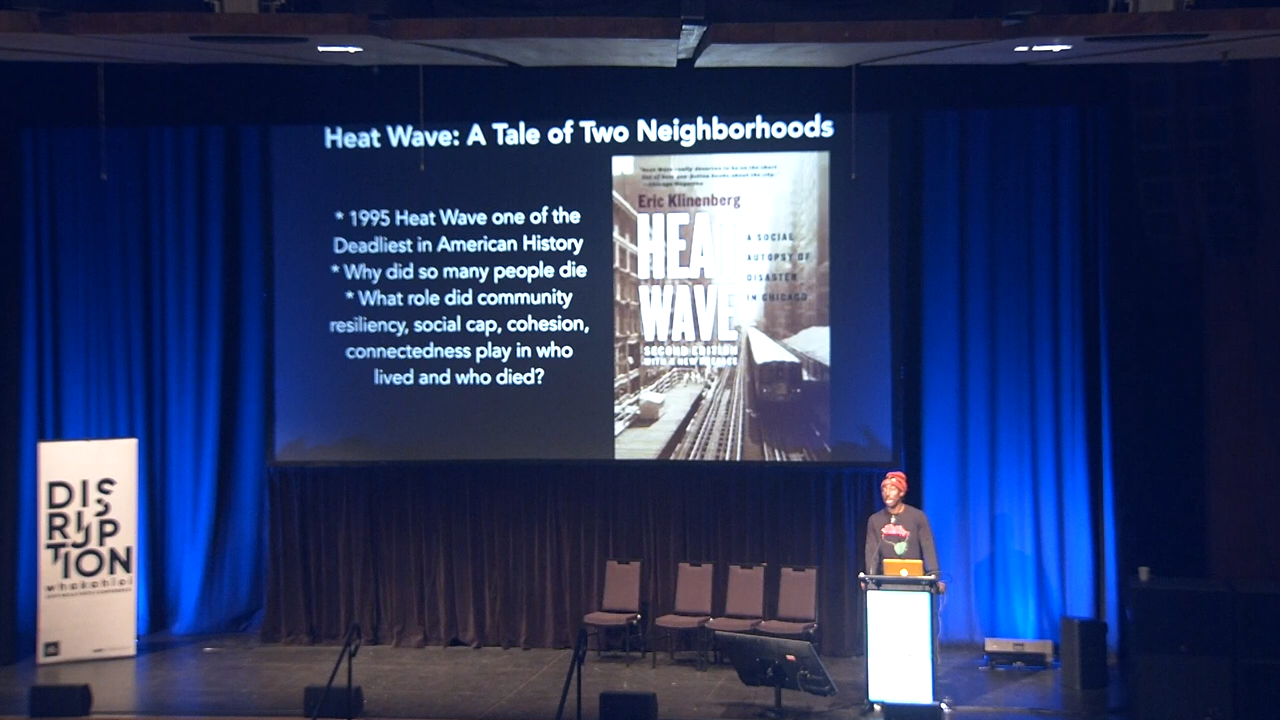 Heat Wave: A Tale of Two Neighborhoods
* 1995 Heat Wave one of the
Deadliest in American History
* Why did so many people die
* What role did community
resiliency, social cap, cohesion,
connectedness play in who
lived and who died?
Eric Klinenberg
HEAT
WAVE
A SOCIAL
AUTOPSY OF
DISASTER
IN CHICAGO
SECOND EDITION
DIS
RUP
TION